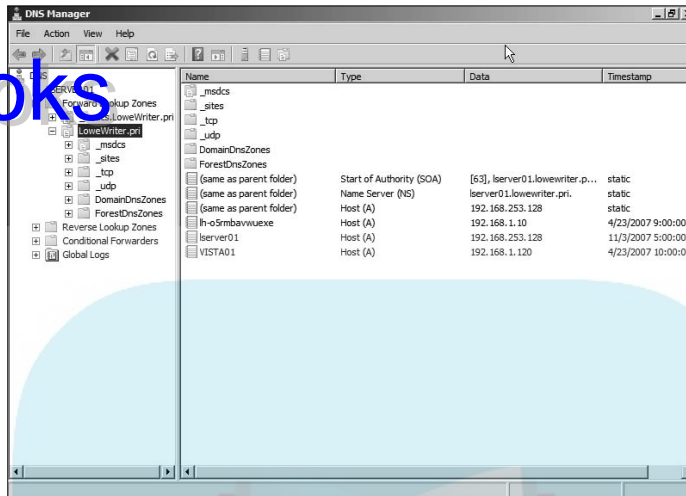 DNS Manager
File Action View Help
ooks
DNS
SERVER01
Forward Lookup Zones
_msdcs.LoweWriter.pri
LoweWriter.pri
_msdcs
_sites
_tcp
_udp
DomainDnsZones
ForestDnsZones
Reverse Lookup Zones
Conditional Forwarders
Global Logs
Name Type Data Timestamp
_msdcs
_sites
_tcp
_udp
DomainDnsZones
ForestDnsZones
(same as parent folder) Start of Authority (SOA) [63], lserver01.lowewriter.p... static
(same as parent folder) Name Server (NS) lserver01.lowewriter.pri. static
(same as parent folder) Host (A) 192.168.253.128 static
lh-o5rmbavwuexe Host (A) 192.168.1.10 4/23/2007 9:00:00
lserver01 Host (A) 192.168.253.128 11/3/2007 5:00:00
VISTA01 Host (A) 192.168.1.120 4/23/2007 10:00:0